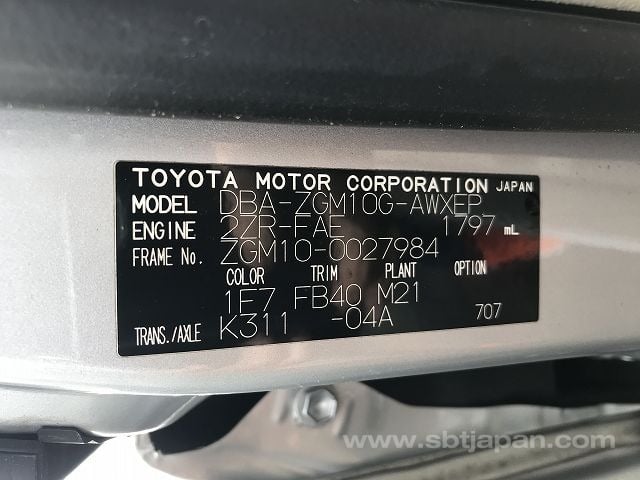 TOYOTA MOTOR CORPORATION JAPAN
MODEL DBA-ZGM10G-AWXEP
ENGINE 2ZR-FAE 1797 mL
FRAME No. ZGM10-0027984
COLOR TRIM PLANT OPTION
1E7 FB40 M21
TRANS./AXLE K311 -04A 707
www.sbtjapan.com